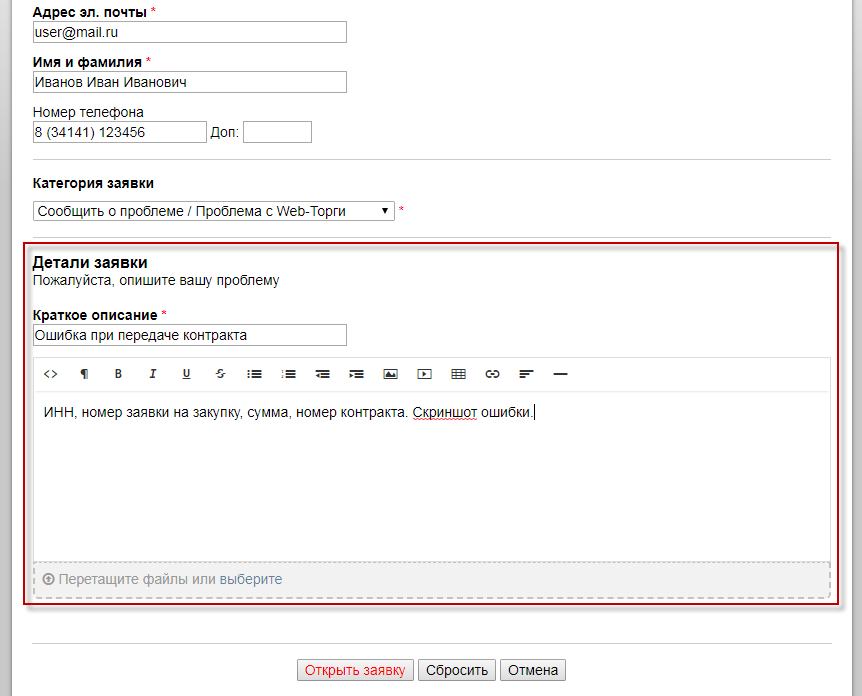 Адрес эл. почты *
user@mail.ru
Имя и фамилия *
Иванов Иван Иванович
Номер телефона
8 (34141) 123456 Доп:
Категория заявки
Сообщить о проблеме / Проблема с Web-Торги *
Детали заявки
Пожалуйста, опишите вашу проблему
Краткое описание *
Ошибка при передаче контракта
<> ¶ B I U S
ИНН, номер заявки на закупку, сумма, номер контракта. Скриншот ошибки.
Перетащите файлы или выберите
Открыть заявку Сбросить Отмена